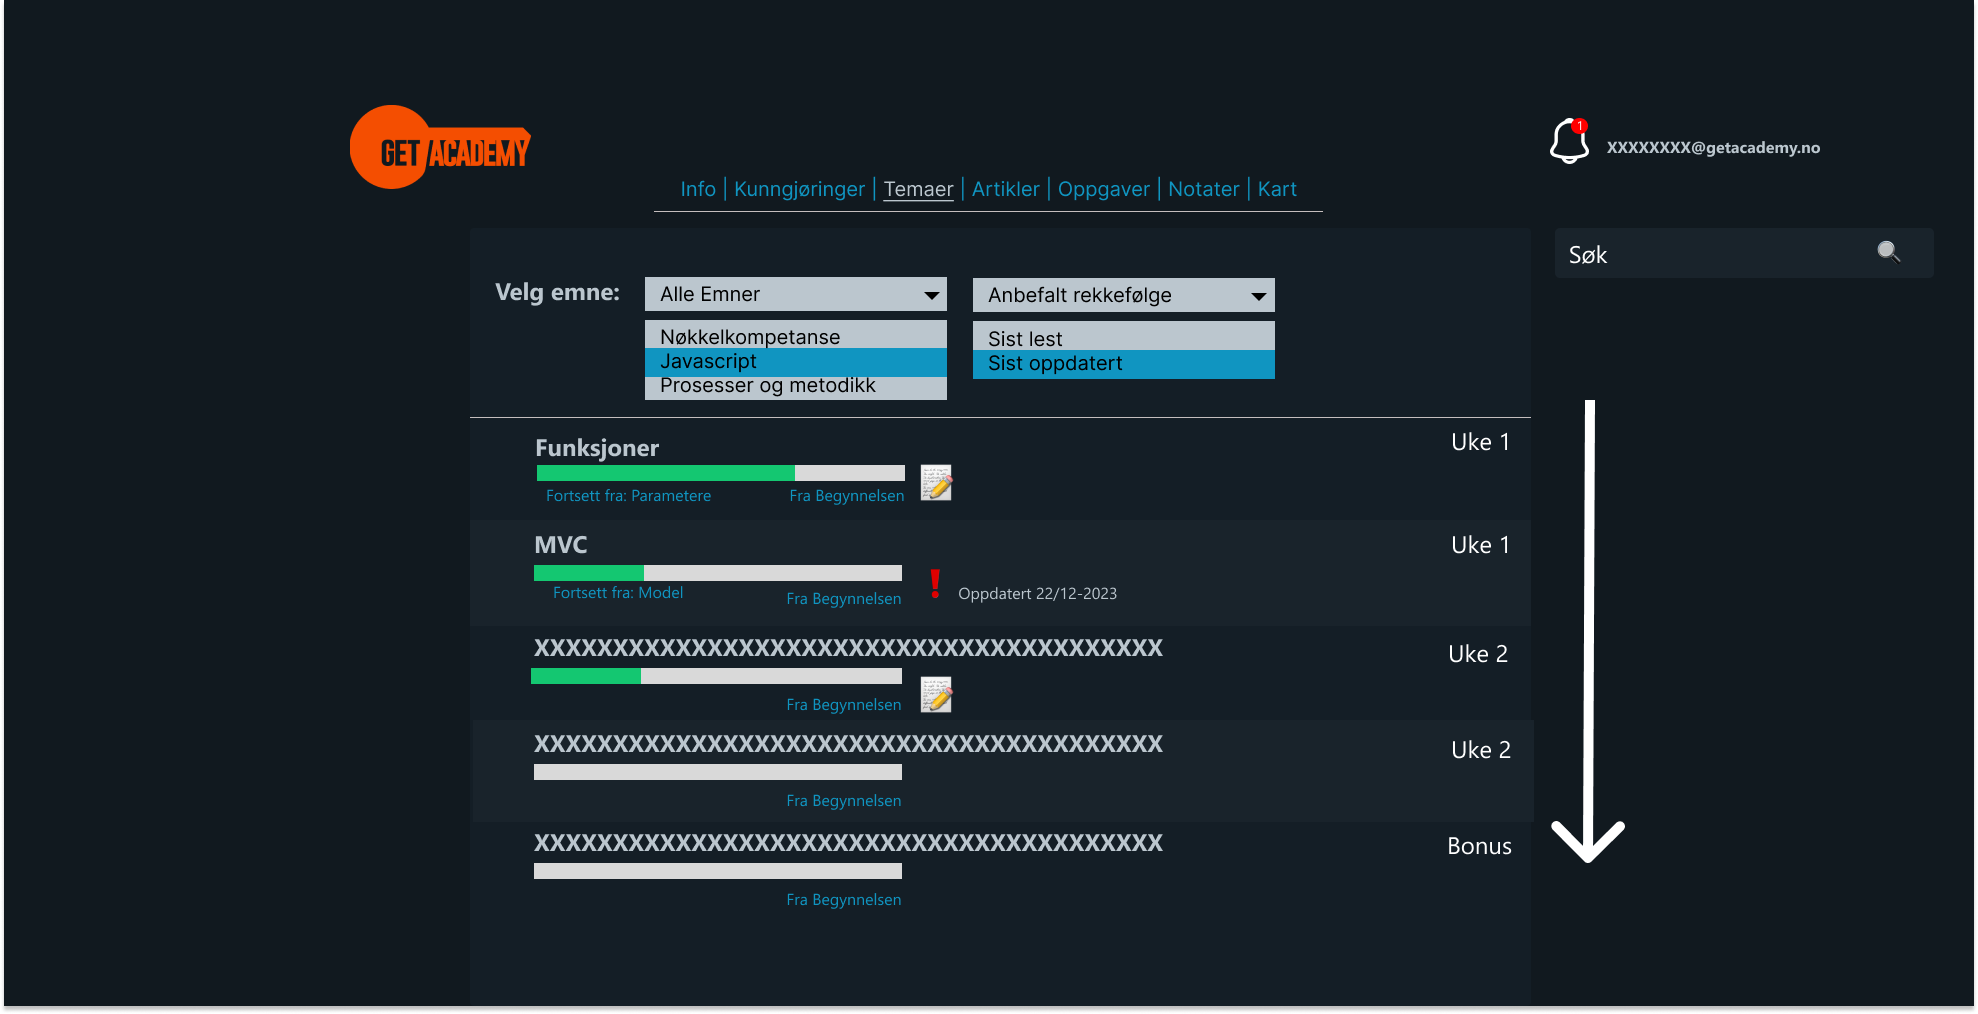 GET ACADEMY
1
XXXXXXXX@getacademy.no
Info | Kunngjøringer | Temaer | Artikler | Oppgaver | Notater | Kart
Søk
Velg emne:
Alle Emner
Anbefalt rekkefølge
Nøkkelkompetanse
Javascript
Prosesser og metodikk
Sist lest
Sist oppdatert
Funksjoner
Uke 1
Fortsett fra: Parametere
Fra Begynnelsen
MVC
Uke 1
Fortsett fra: Model
Fra Begynnelsen
!
Oppdatert 22/12-2023
XXXXXXXXXXXXXXXXXXXXXXXXXXXXXXXXXXXXXXXX
Uke 2
Fra Begynnelsen
XXXXXXXXXXXXXXXXXXXXXXXXXXXXXXXXXXXXXXXX
Uke 2
Fra Begynnelsen
XXXXXXXXXXXXXXXXXXXXXXXXXXXXXXXXXXXXXXXX
Bonus
Fra Begynnelsen